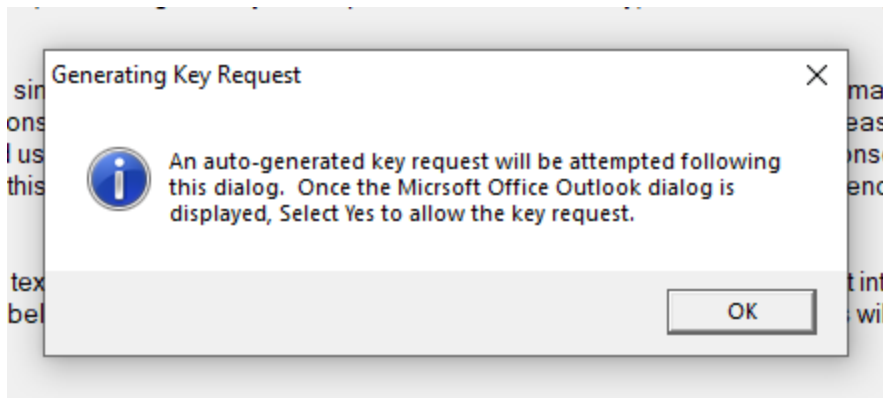 Generating Key Request
An auto-generated key request will be attempted following
this dialog. Once the Micrsoft Office Outlook dialog is
displayed, Select Yes to allow the key request.
OK
this